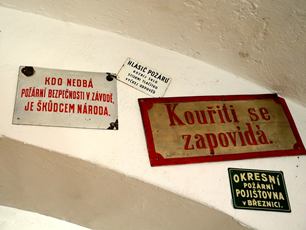 KDO NEDBÁ
POŽÁRNÍ BEZPEČNOSTI V ZÁVODĚ,
JE ŠKŮDCEM NÁRODA.
HLÁSIČ POŽÁRU
Kouřiti se
zapovídá.
OKRESNÍ
POŽÁRNÍ
POJIŠŤOVNA
V BŘEZNICI.